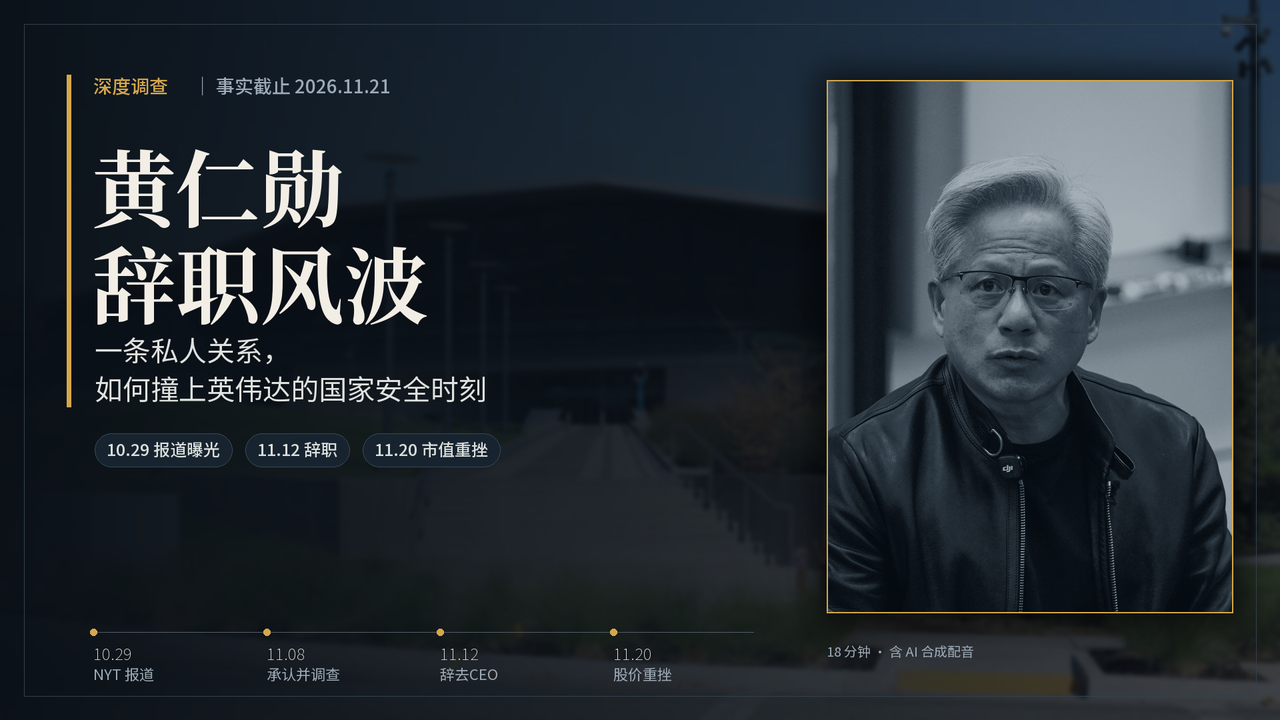 深度调查
事实截止 2026.11.21
黄仁勋
辞职风波
一条私人关系，
如何撞上英伟达的国家安全时刻
10.29 报道曝光
11.12 辞职
11.20 市值重挫
dji
10.29
NYT 报道
11.08
承认并调查
11.12
辞去CEO
11.20
股价重挫
18 分钟 · 含 AI 合成配音